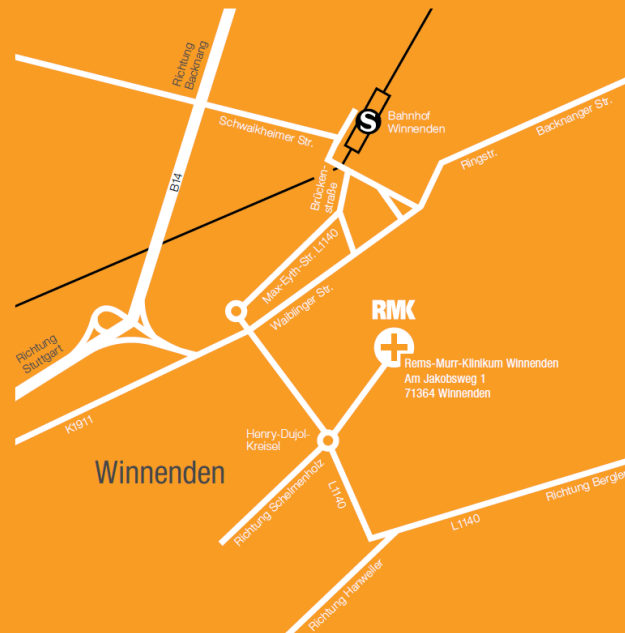 Richtung
Backnang
Schwaikheimer Str.
S
Bahnhof
Winnenden
Backnanger Str.
Ringstr.
B14
Brücken-
straße
Max-Eyth-Str. L1140
Waiblinger Str.
RMK
Richtung
Stuttgart
Rems-Murr-Klinikum Winnenden
Am Jakobsweg 1
71364 Winnenden
K1911
Henry-Dujol-
Kreisel
Winnenden
Richtung Schelmenholz
L1140
Richtung Bergler
L1140
Richtung Hanweiler